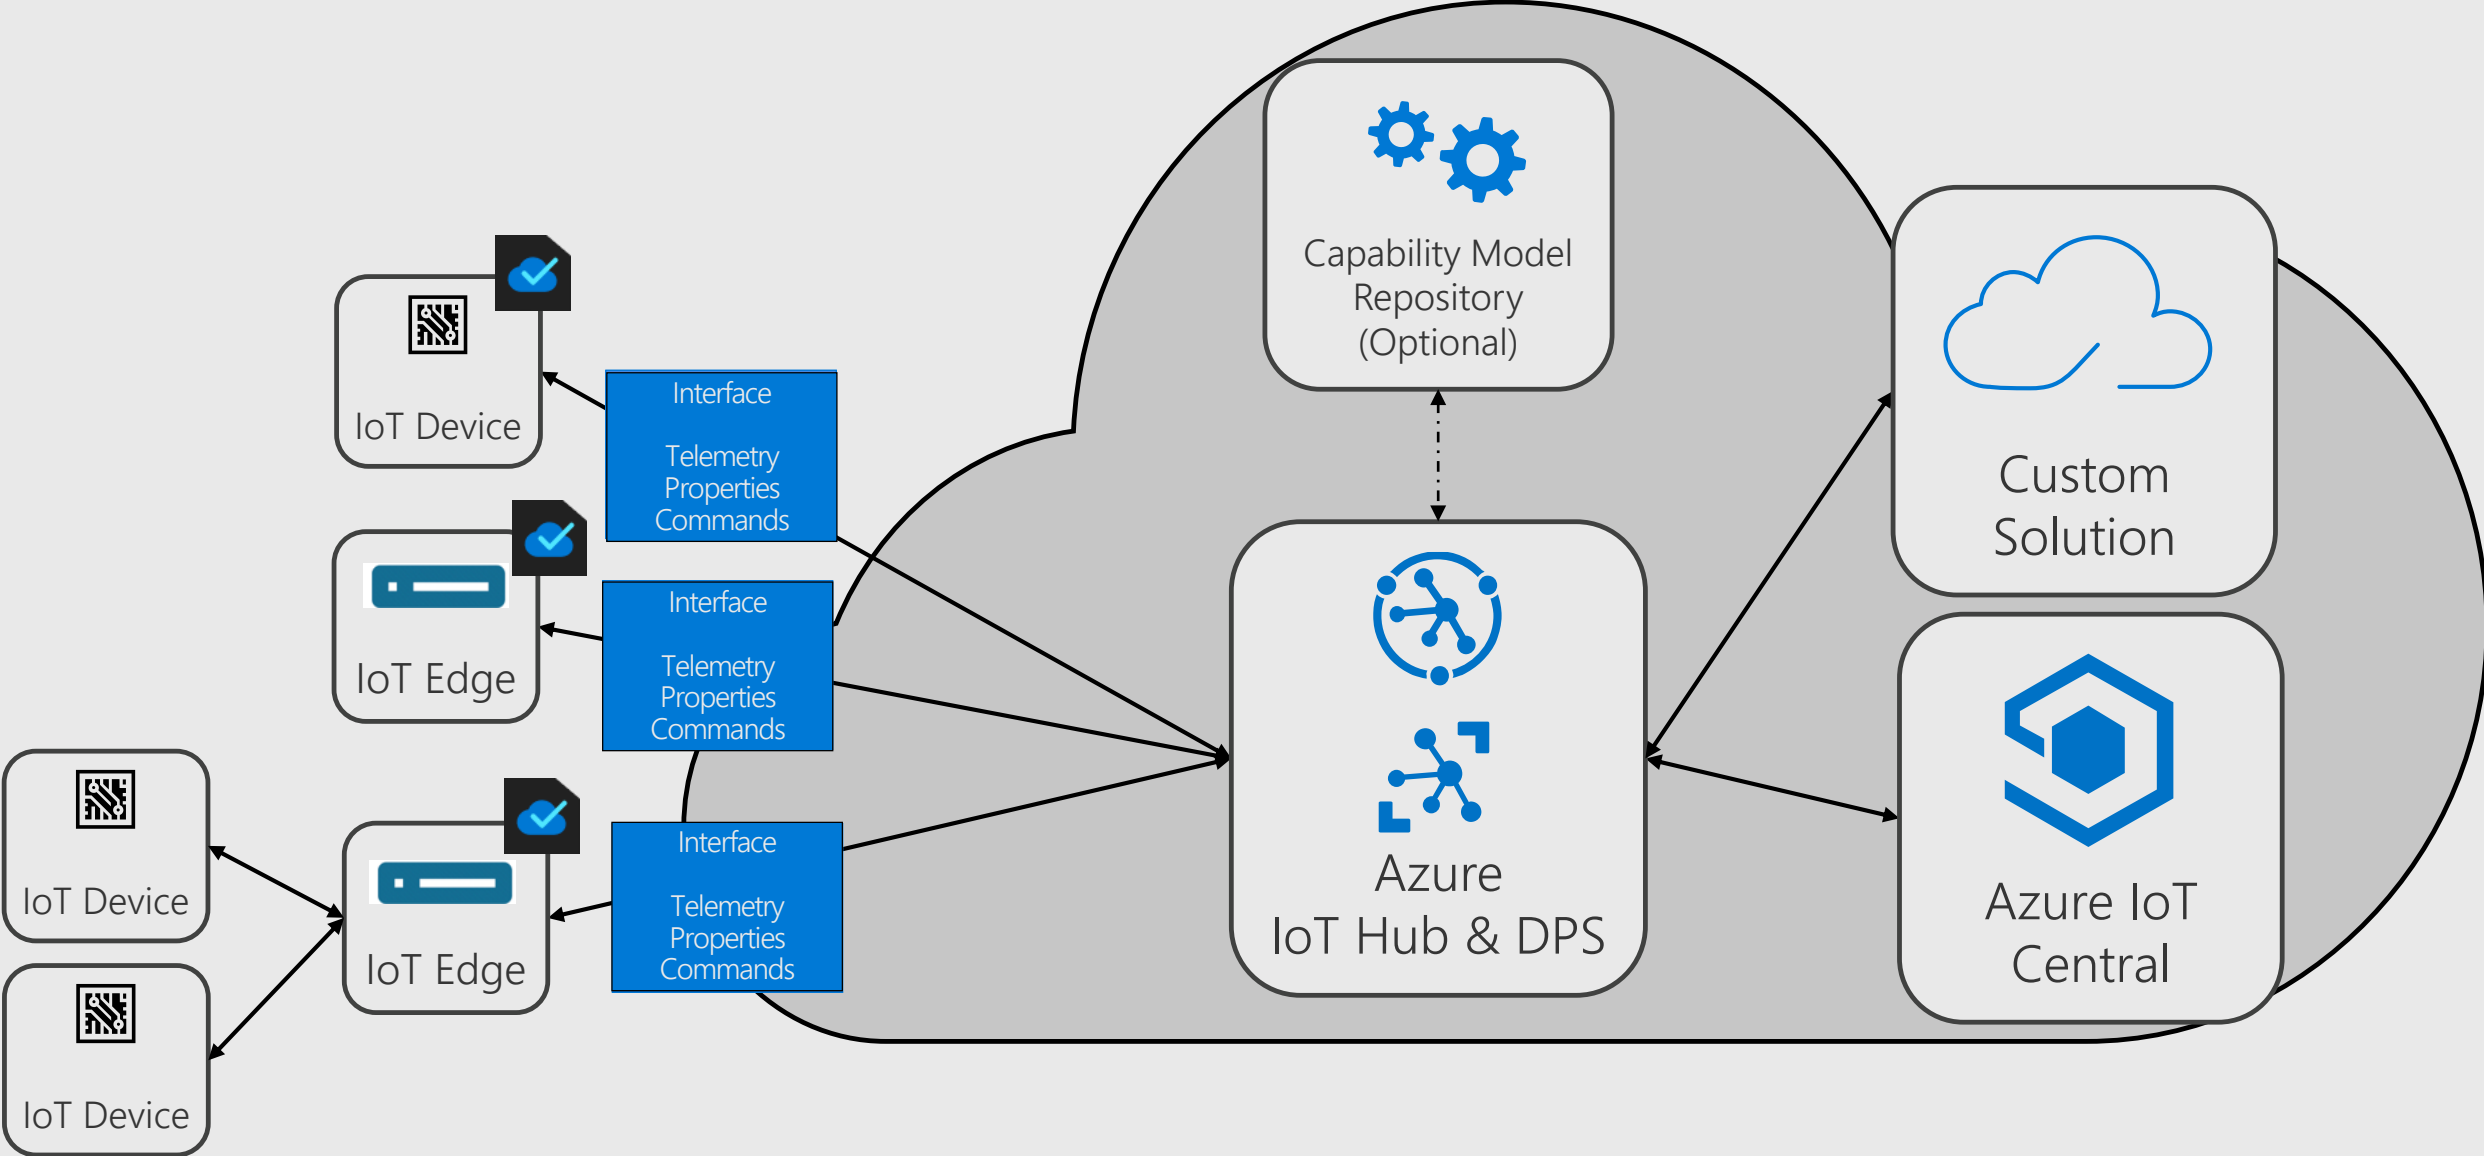 Capability Model
Repository
(Optional)
IoT Device
Interface
Telemetry
Properties
Commands
Custom
Solution
IoT Edge
Interface
Telemetry
Properties
Commands
IoT Device
IoT Edge
Interface
Telemetry
Properties
Commands
Azure
IoT Hub & DPS
Azure IoT
Central
IoT Device